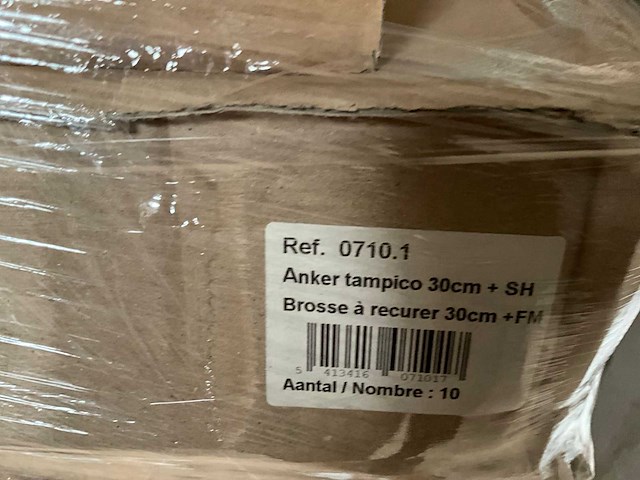 Ref. 0710.1
Anker tampico 30cm + SH
Brosse à recurer 30cm +FM
5 413416 071017
Aantal / Nombre : 10